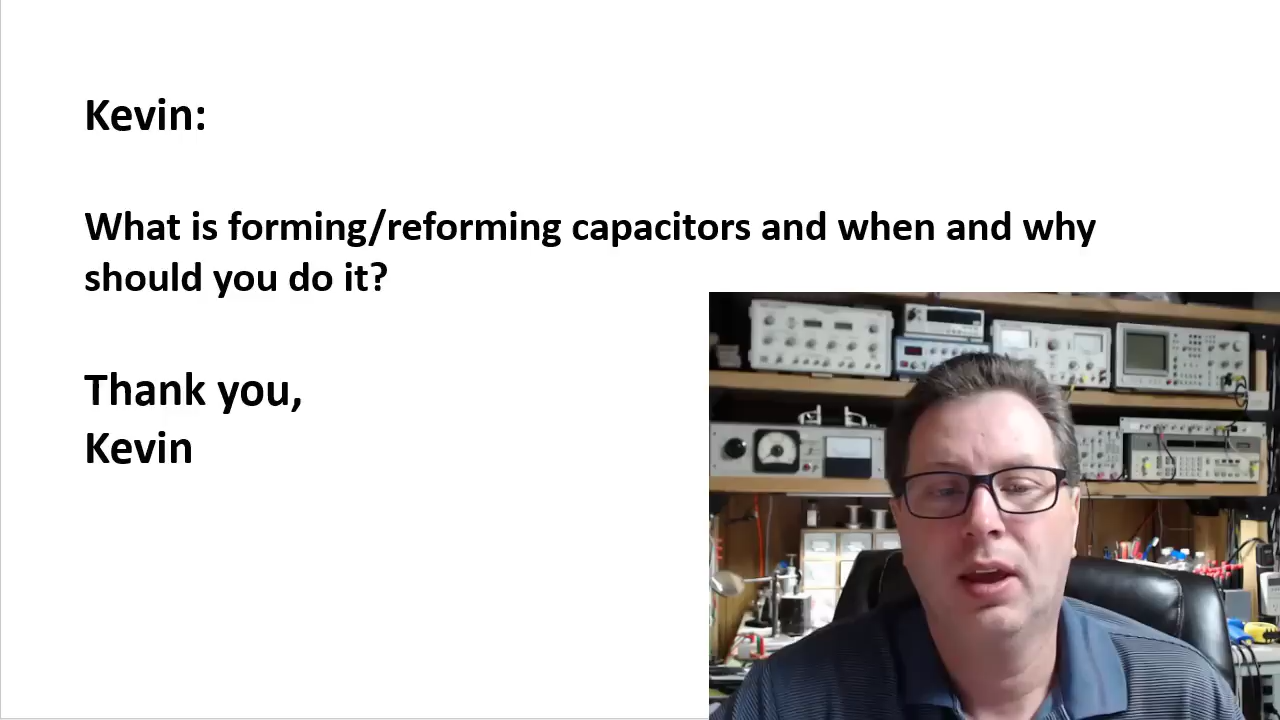 Kevin:
What is forming/reforming capacitors and when and why
should you do it?
Thank you,
Kevin